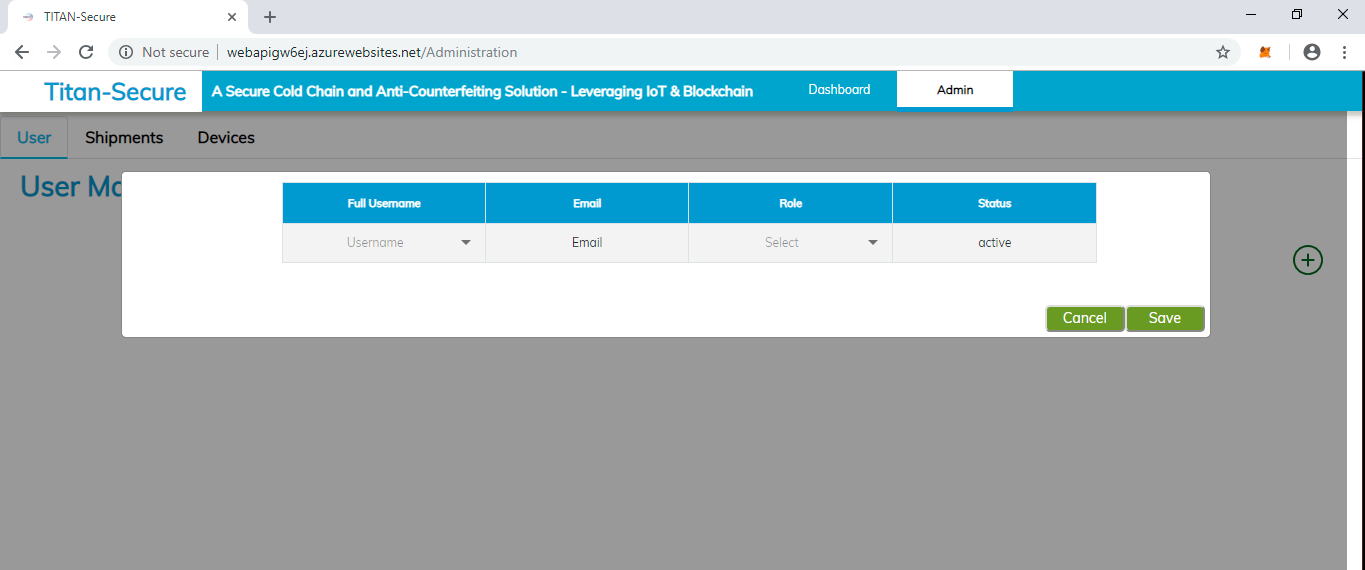 TITAN-Secure
Not secure webapigw6ej.azurewebsites.net/Administration
Titan-Secure A Secure Cold Chain and Anti-Counterfeiting Solution - Leveraging IoT & Blockchain Dashboard Admin
User Shipments Devices
User Ma
Full Username Email Role Status
Username Email Select active
Cancel Save